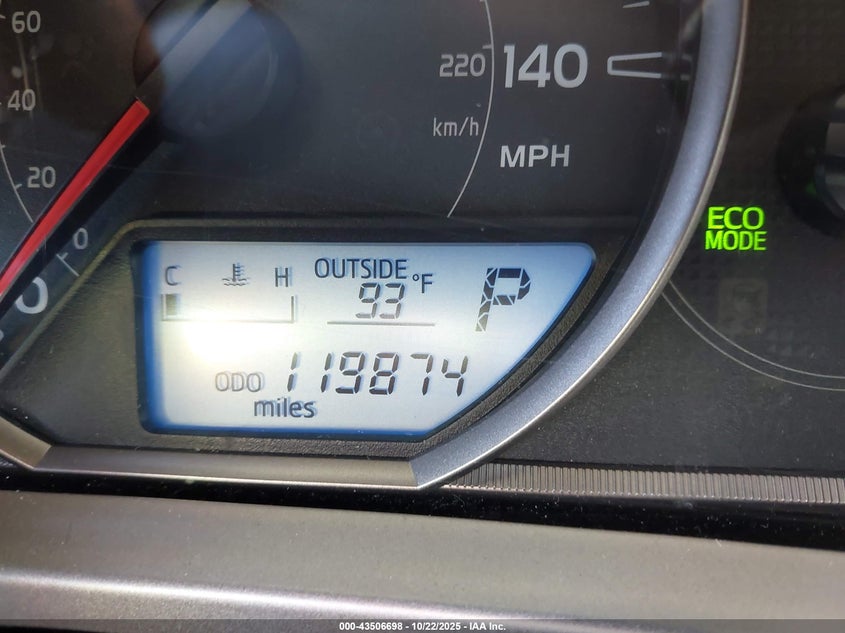 60
40
20
0
0
220
140
km/h
MPH
ECO
MODE
C H
OUTSIDE
93 °F
P
ODO 119874
miles
000-43506698 - 10/22/2025 - IAA Inc.